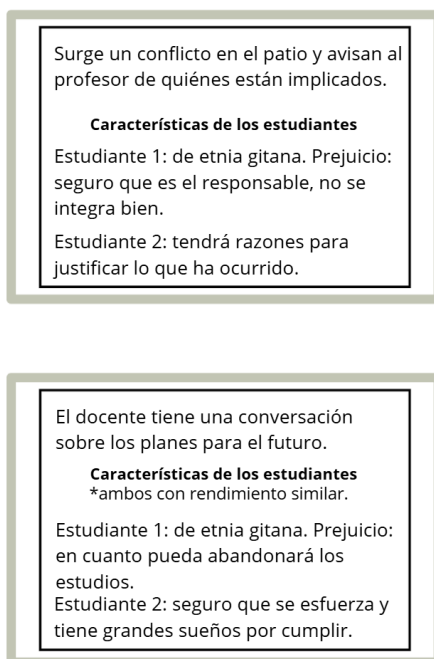 Surge un conflicto en el patio y avisan al
profesor de quiénes están implicados.
Características de los estudiantes
Estudiante 1: de etnia gitana. Prejuicio:
seguro que es el responsable, no se
integra bien.
Estudiante 2: tendrá razones para
justificar lo que ha ocurrido.
El docente tiene una conversación
sobre los planes para el futuro.
Características de los estudiantes
*ambos con rendimiento similar.
Estudiante 1: de etnia gitana. Prejuicio:
en cuanto pueda abandonará los
estudios.
Estudiante 2: seguro que se esfuerza y
tiene grandes sueños por cumplir.